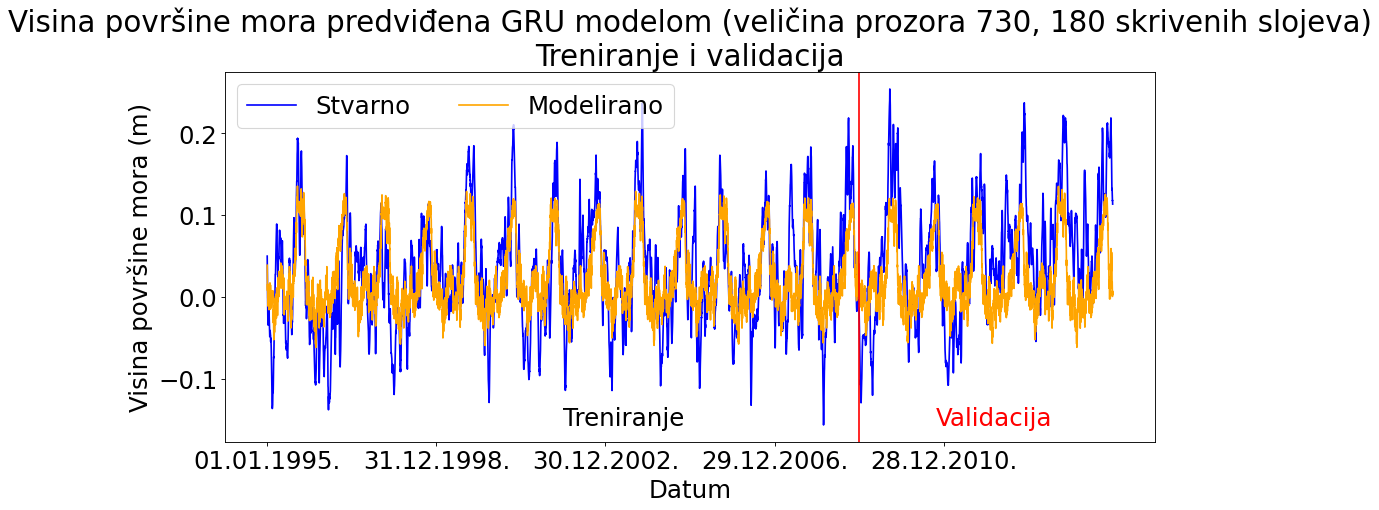 Visina površine mora predviđena GRU modelom (veličina prozora 730, 180 skrivenih slojeva)
Treniranje i validacija
Stvarno
Modelirano
Visina površine mora (m)
0.2
0.1
0.0
−0.1
Treniranje
Validacija
01.01.1995.
31.12.1998.
30.12.2002.
29.12.2006.
28.12.2010.
Datum